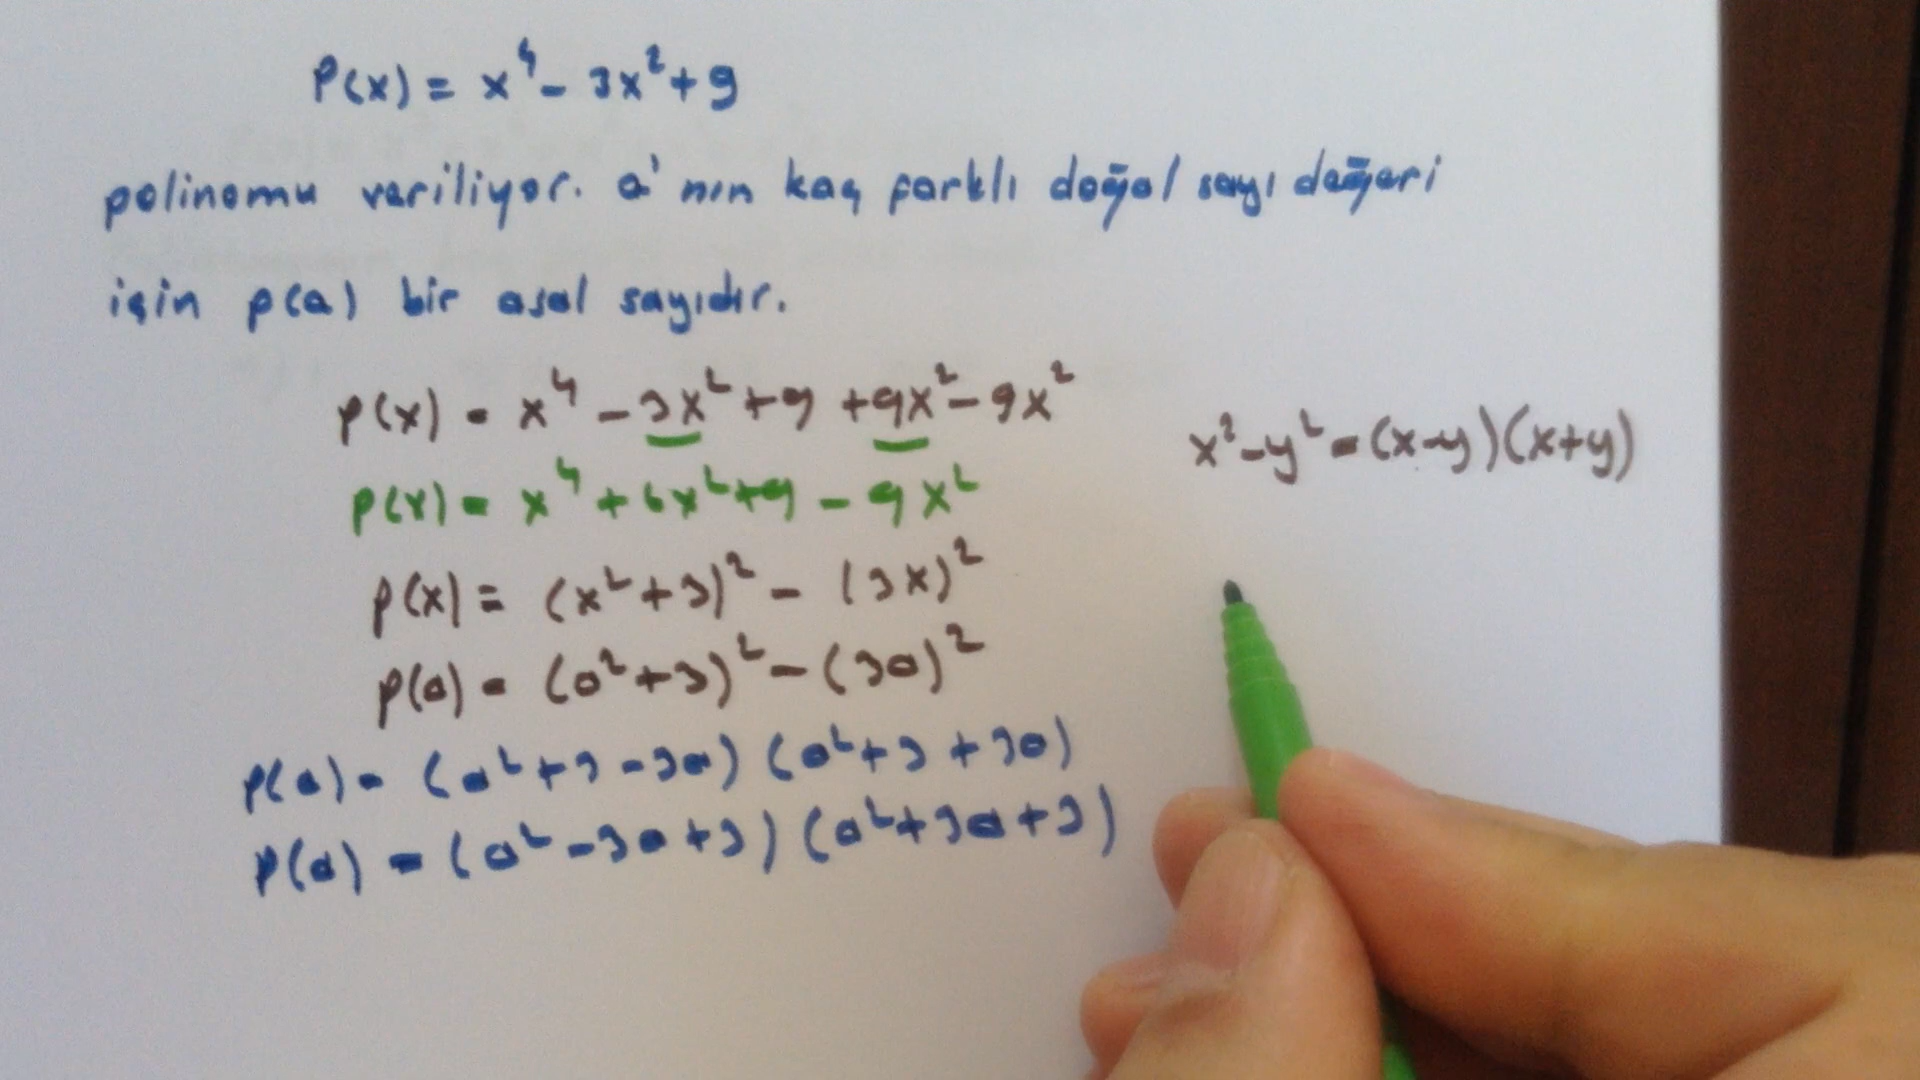 P(x) = x⁴ - 3x² + 9
polinomu veriliyor. a' nın kaç farklı doğal sayı değeri
için p(a) bir asal sayıdır.
p(x) = x⁴ - 3x² + 9 + 9x² - 9x²
x² - y² = (x-y)(x+y)
p(x) = x⁴ + 6x² + 9 - 9x²
p(x) = (x² + 3)² - (3x)²
p(a) = (a² + 3)² - (3a)²
p(a) = (a² + 3 - 3a) (a² + 3 + 3a)
p(a) = (a² - 3a + 3) (a² + 3a + 3)